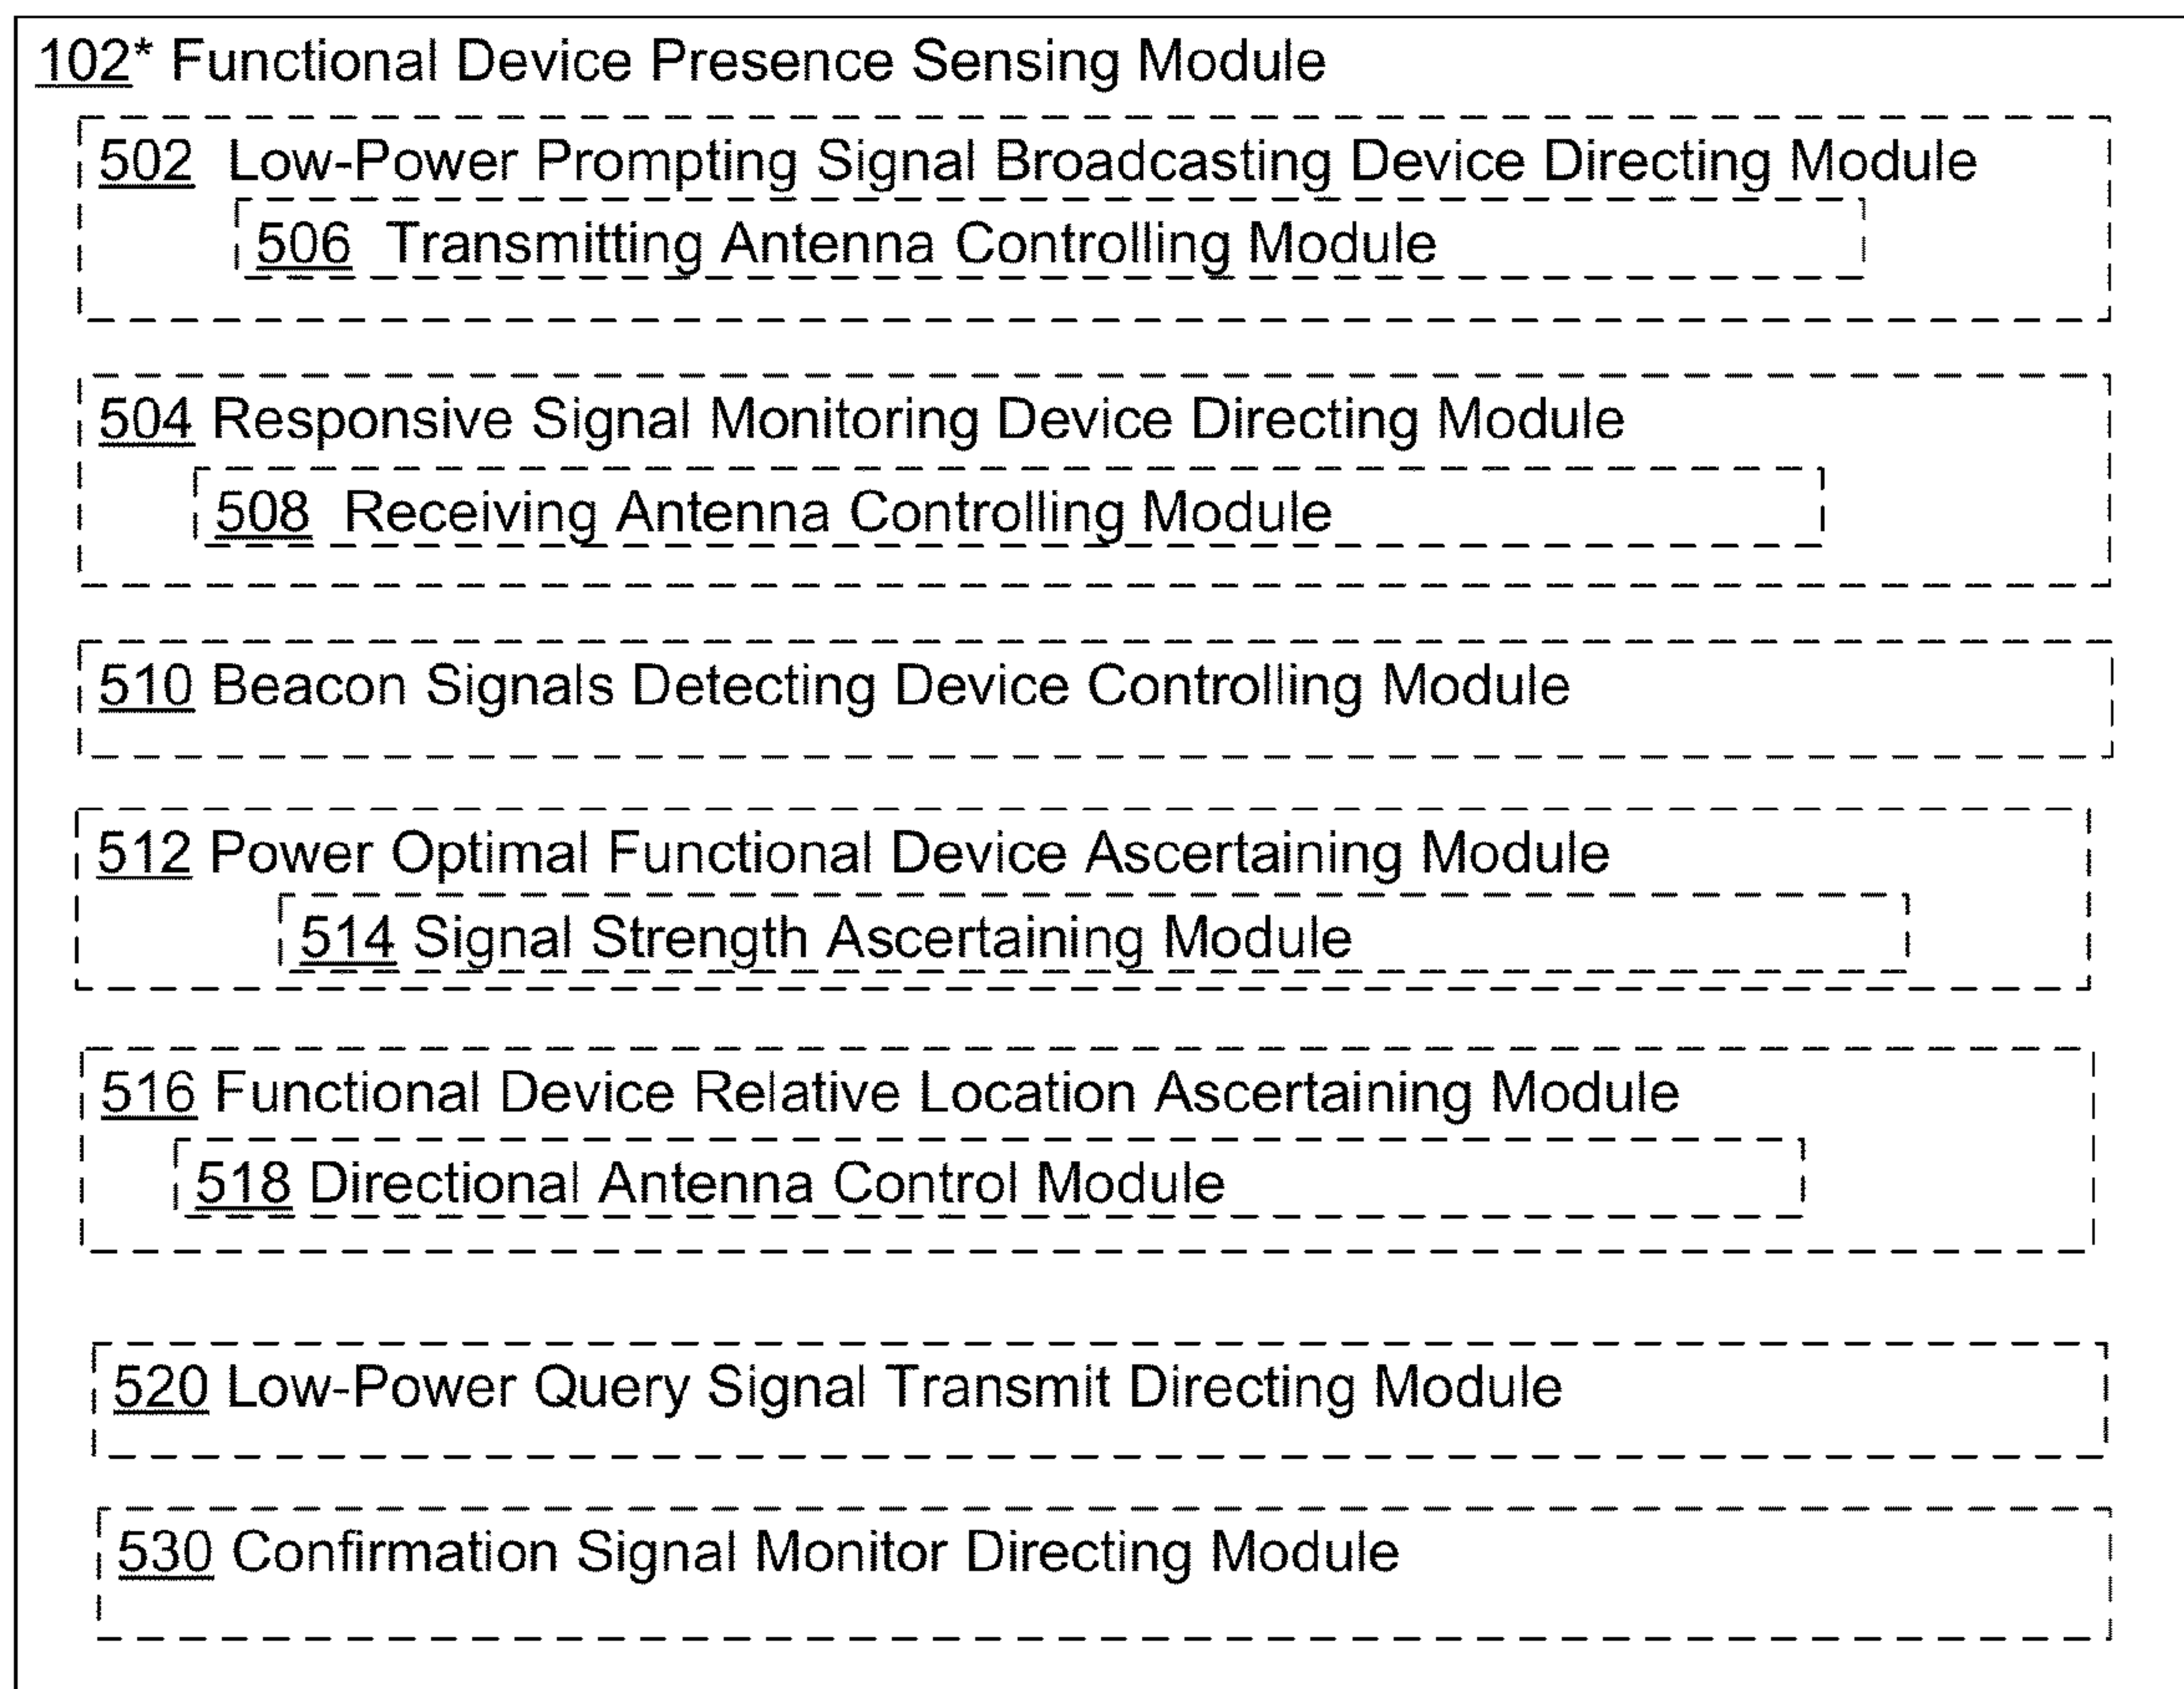 102* Functional Device Presence Sensing Module
502 Low-Power Prompting Signal Broadcasting Device Directing Module
506 Transmitting Antenna Controlling Module
504 Responsive Signal Monitoring Device Directing Module
508 Receiving Antenna Controlling Module
510 Beacon Signals Detecting Device Controlling Module
512 Power Optimal Functional Device Ascertaining Module
514 Signal Strength Ascertaining Module
516 Functional Device Relative Location Ascertaining Module
518 Directional Antenna Control Module
520 Low-Power Query Signal Transmit Directing Module
530 Confirmation Signal Monitor Directing Module